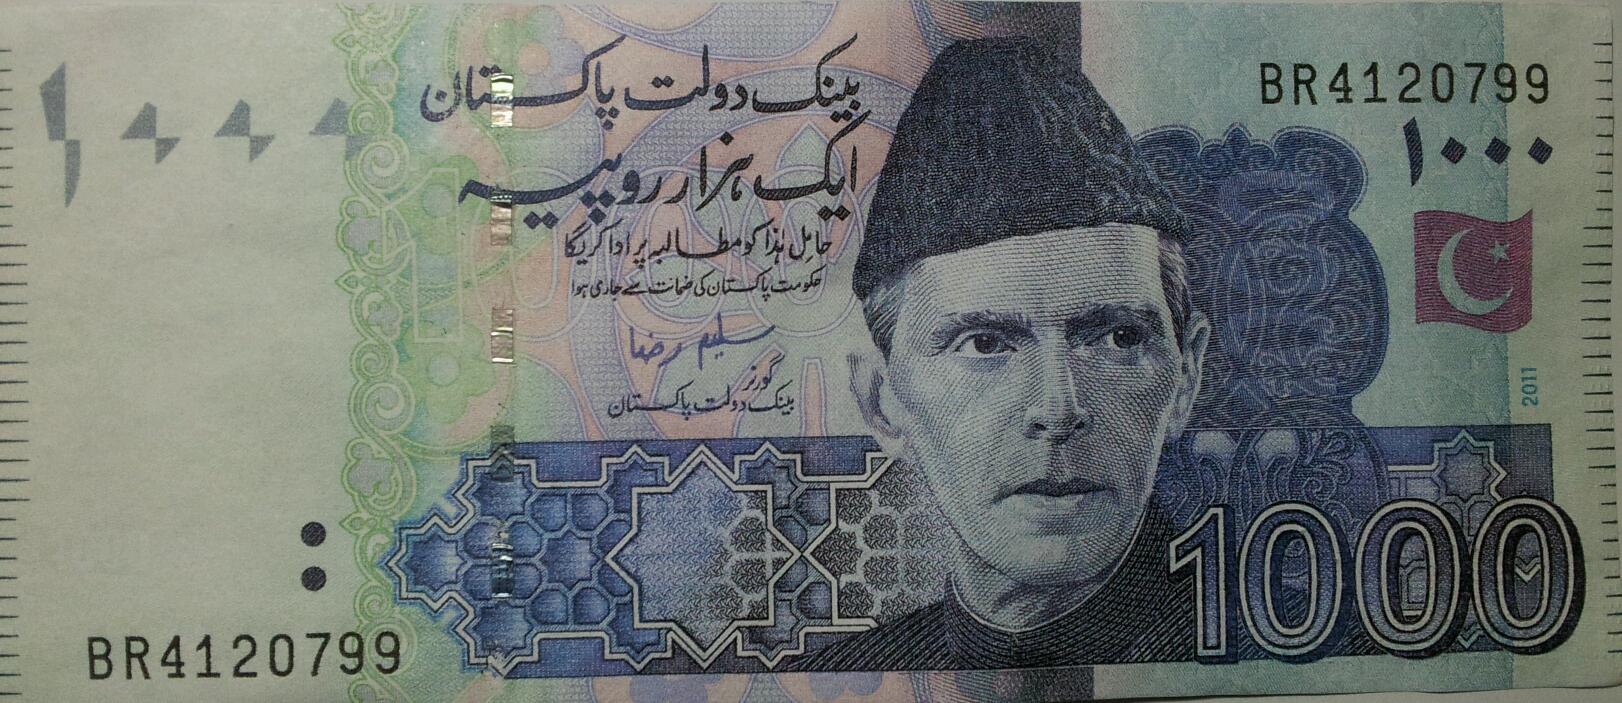 بینک دولت پاکستان
ایک ہزار روپیہ
حاملِ ہٰذا کو مطالبہ پر ادا کریگا
حکومت پاکستان کی ضمانت سے جاری ہوا
سلیم رضا
گورنر
بینک دولت پاکستان
BR4120799
۱۰۰۰
2011
1000
۱۰۰۰
BR4120799